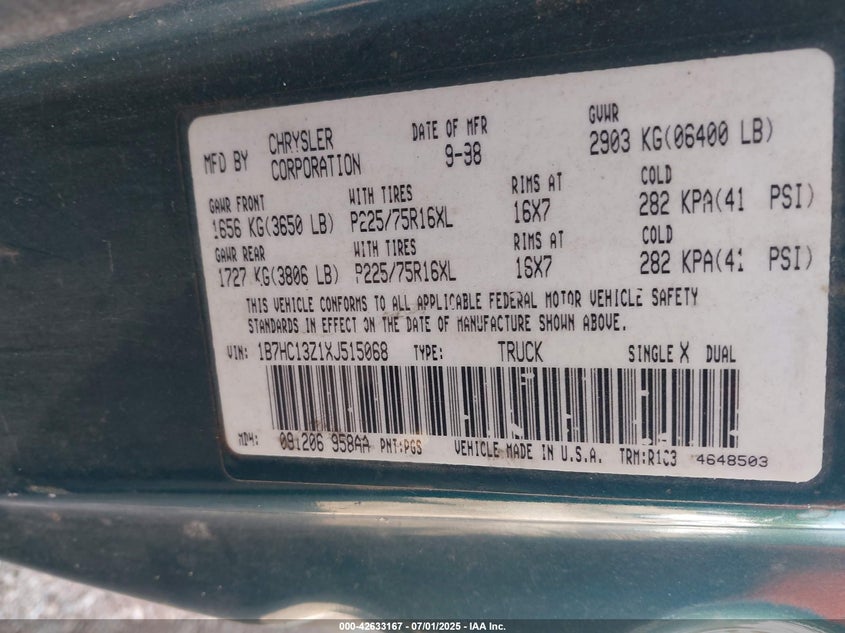 MFD BY CHRYSLER CORPORATION DATE OF MFR 9-98 GVWR 2903 KG(06400 LB)
GAWR FRONT WITH TIRES RIMS AT COLD
1656 KG(3650 LB) P225/75R16XL 16X7 282 KPA(41 PSI)
GAWR REAR WITH TIRES RIMS AT COLD
1727 KG(3806 LB) P225/75R16XL 16X7 282 KPA(41 PSI)
THIS VEHICLE CONFORMS TO ALL APPLICABLE FEDERAL MOTOR VEHICLE SAFETY
STANDARDS IN EFFECT ON THE DATE OF MANUFACTURE SHOWN ABOVE.
VIN: 1B7HC13Z1XJ515068 TYPE: TRUCK SINGLE X DUAL
MDH: 091206 958AA PNT:PGS VEHICLE MADE IN U.S.A. 4648503
000-42633167 - 07/01/2025 - IAA Inc.